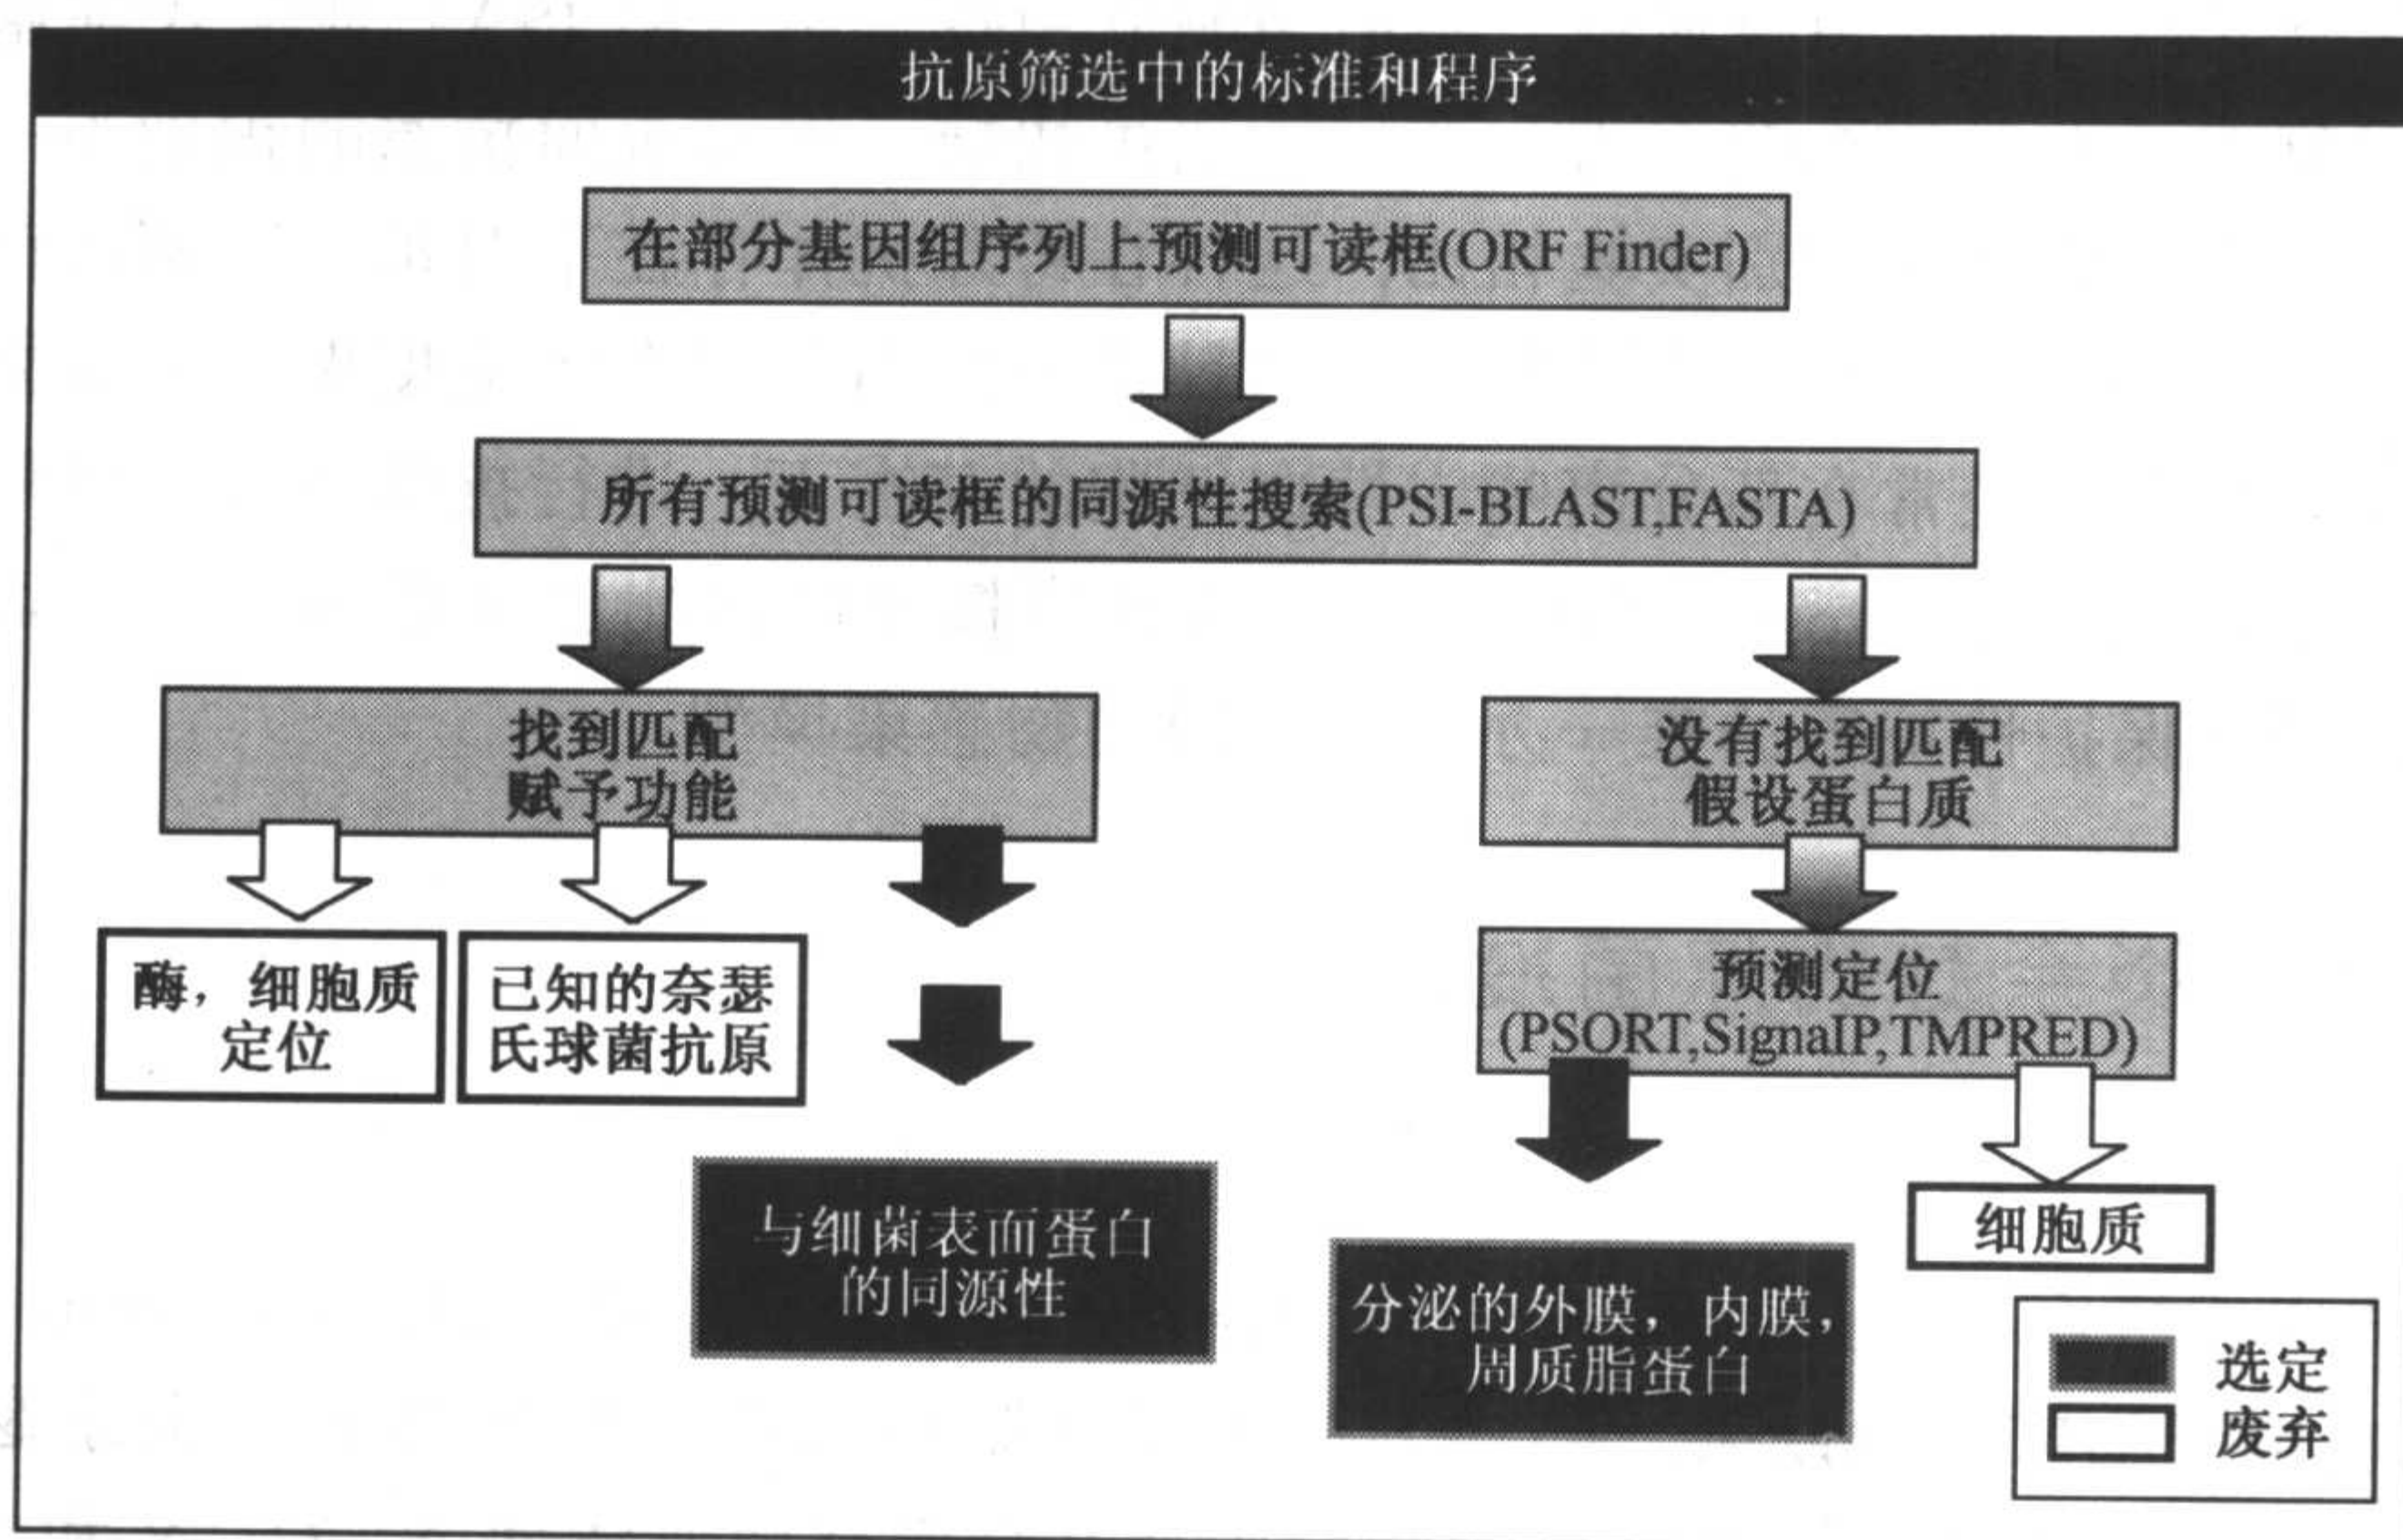 抗原筛选中的标准和程序
在部分基因组序列上预测可读框(ORF Finder)
所有预测可读框的同源性搜索(PSI-BLAST,FASTA)
找到匹配
赋予功能
没有找到匹配
假设蛋白质
酶，细胞质
定位
已知的奈瑟
氏球菌抗原
预测定位
(PSORT,SignaIP,TMPRED)
与细菌表面蛋白
的同源性
分泌的外膜，内膜，
周质脂蛋白
细胞质
选定
废弃